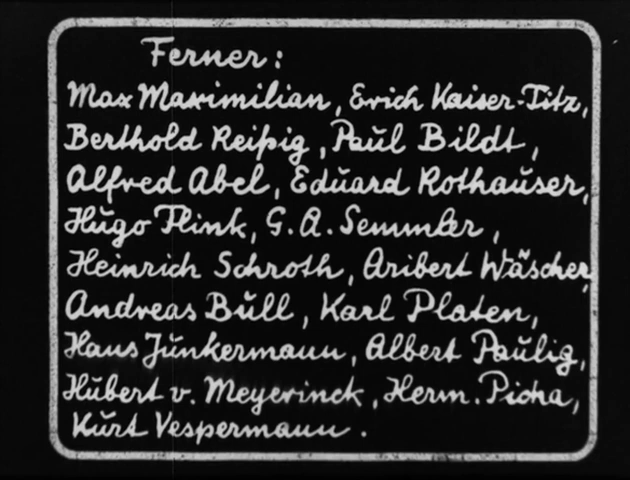 Ferner:
Max Maximilian, Erich Kaiser-Titz,
Berthold Reißig, Paul Bildt,
Alfred Abel, Eduard Rothauser,
Hugo Flink, G. A. Semmler,
Heinrich Schroth, Aribert Wäscher,
Andreas Bull, Karl Platen,
Hans Junkermann, Albert Paulig,
Hubert v. Meyerinck, Herm. Picha,
Kurt Vespermann.